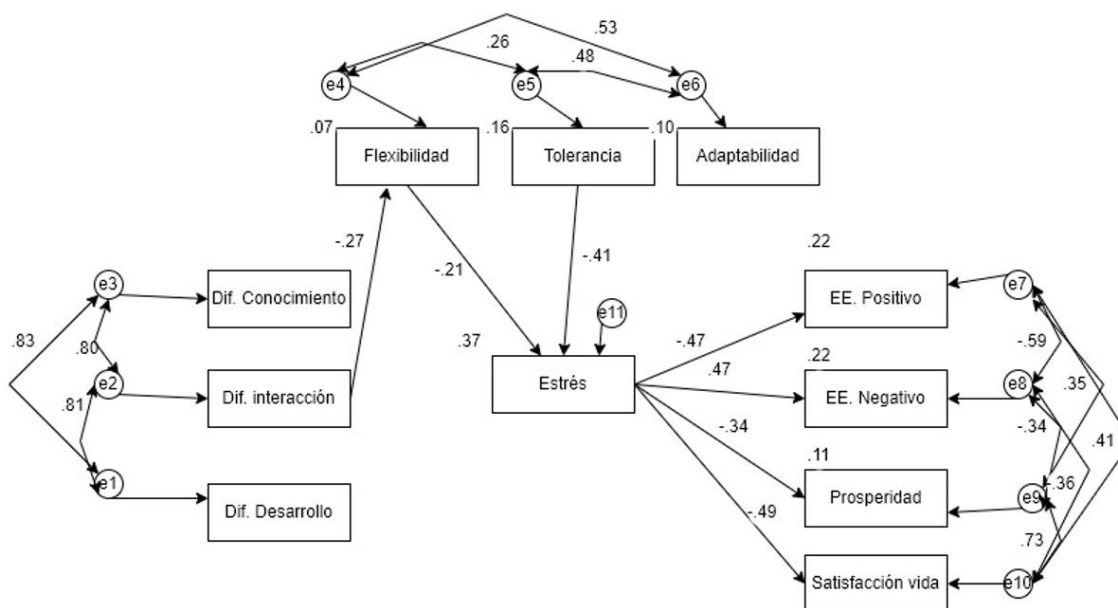 .53
.26
.48
e4
e5
e6
.07
.16
.10
Flexibilidad
Tolerancia
Adaptabilidad
-.27
-.21
-.41
.22
e3
Dif. Conocimiento
e11
EE. Positivo
e7
.83
.80
.37
-.47
-.59
e2
Dif. interacción
Estrés
.47
.22
EE. Negativo
e8
.35
.81
-.34
-.34
.41
.11
e1
Dif. Desarrollo
-.49
Prosperidad
e9
-.36
.73
Satisfacción vida
e10